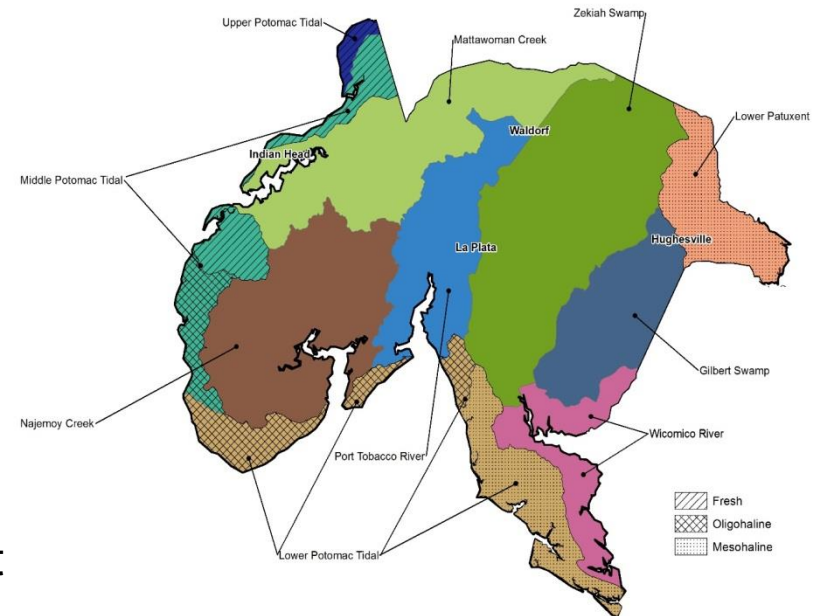 Zekiah Swamp
Upper Potomac Tidal
Mattawoman Creek
Lower Patuxent
Waldorf
Indian Head
Middle Potomac Tidal
La Plata
Hughesville
Gilbert Swamp
Najemoy Creek
Port Tobacco River
Wicomico River
Fresh
Oligohaline
Mesohaline
Lower Potomac Tidal